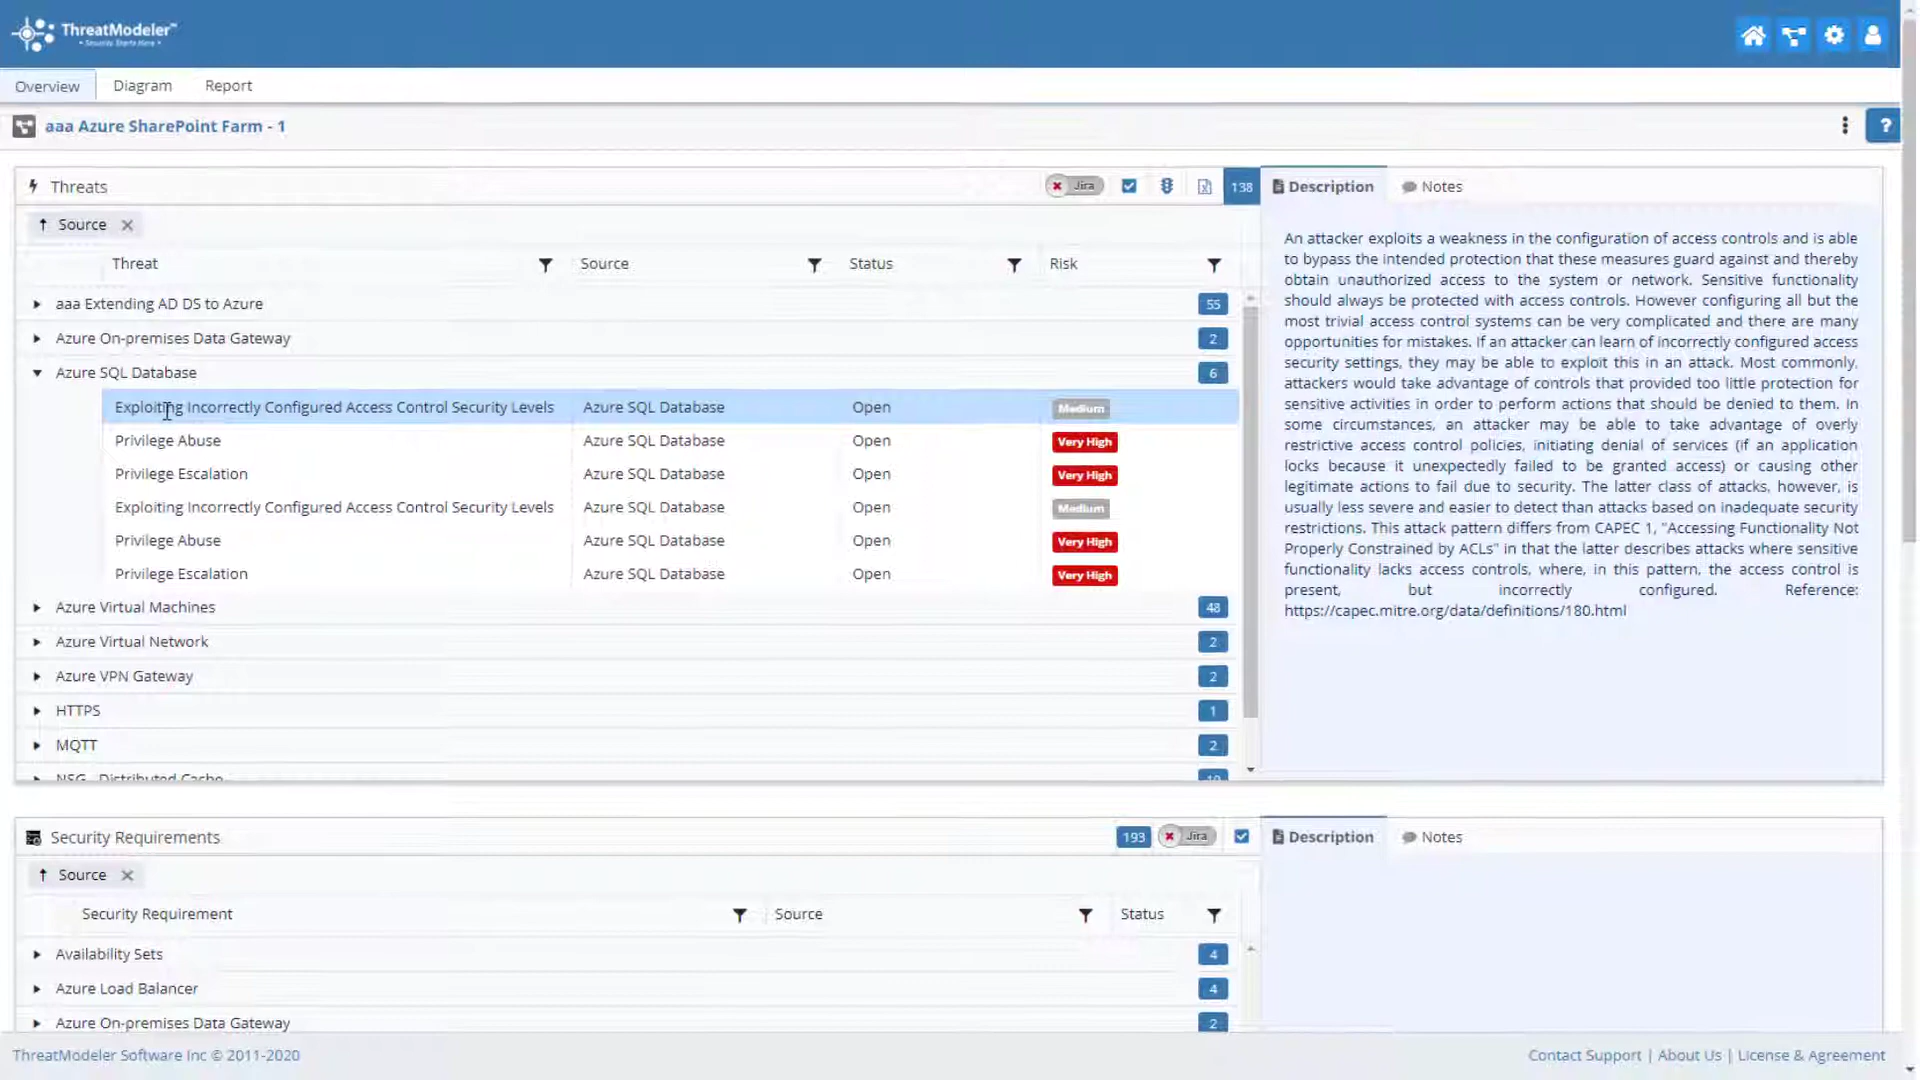 ThreatModeler™
• Security Starts Here •
Overview
Diagram
Report
aaa Azure SharePoint Farm - 1
?
Threats
Jira
138
↑ Source ×
Threat
Source
Status
Risk
aaa Extending AD DS to Azure 55
Azure On-premises Data Gateway 2
Azure SQL Database 6
Exploiting Incorrectly Configured Access Control Security Levels Azure SQL Database Open Medium
Privilege Abuse Azure SQL Database Open Very High
Privilege Escalation Azure SQL Database Open Very High
Exploiting Incorrectly Configured Access Control Security Levels Azure SQL Database Open Medium
Privilege Abuse Azure SQL Database Open Very High
Privilege Escalation Azure SQL Database Open Very High
Azure Virtual Machines 48
Azure Virtual Network 2
Azure VPN Gateway 2
HTTPS 1
MQTT 2
NSG - Distributed Cache 10
Description
Notes
An attacker exploits a weakness in the configuration of access controls and is able
to bypass the intended protection that these measures guard against and thereby
obtain unauthorized access to the system or network. Sensitive functionality
should always be protected with access controls. However configuring all but the
most trivial access control systems can be very complicated and there are many
opportunities for mistakes. If an attacker can learn of incorrectly configured access
security settings, they may be able to exploit this in an attack. Most commonly,
attackers would take advantage of controls that provided too little protection for
sensitive activities in order to perform actions that should be denied to them. In
some circumstances, an attacker may be able to take advantage of overly
restrictive access control policies, initiating denial of services (if an application
locks because it unexpectedly failed to be granted access) or causing other
legitimate actions to fail due to security. The latter class of attacks, however, is
usually less severe and easier to detect than attacks based on inadequate security
restrictions. This attack pattern differs from CAPEC 1, "Accessing Functionality Not
Properly Constrained by ACLs" in that the latter describes attacks where sensitive
functionality lacks access controls, where, in this pattern, the access control is
present, but incorrectly configured. Reference:
https://capec.mitre.org/data/definitions/180.html
Security Requirements
193
Jira
↑ Source ×
Security Requirement
Source
Status
Availability Sets 4
Azure Load Balancer 4
Azure On-premises Data Gateway 2
Description
Notes
ThreatModeler Software Inc © 2011-2020
Contact Support | About Us | License & Agreement